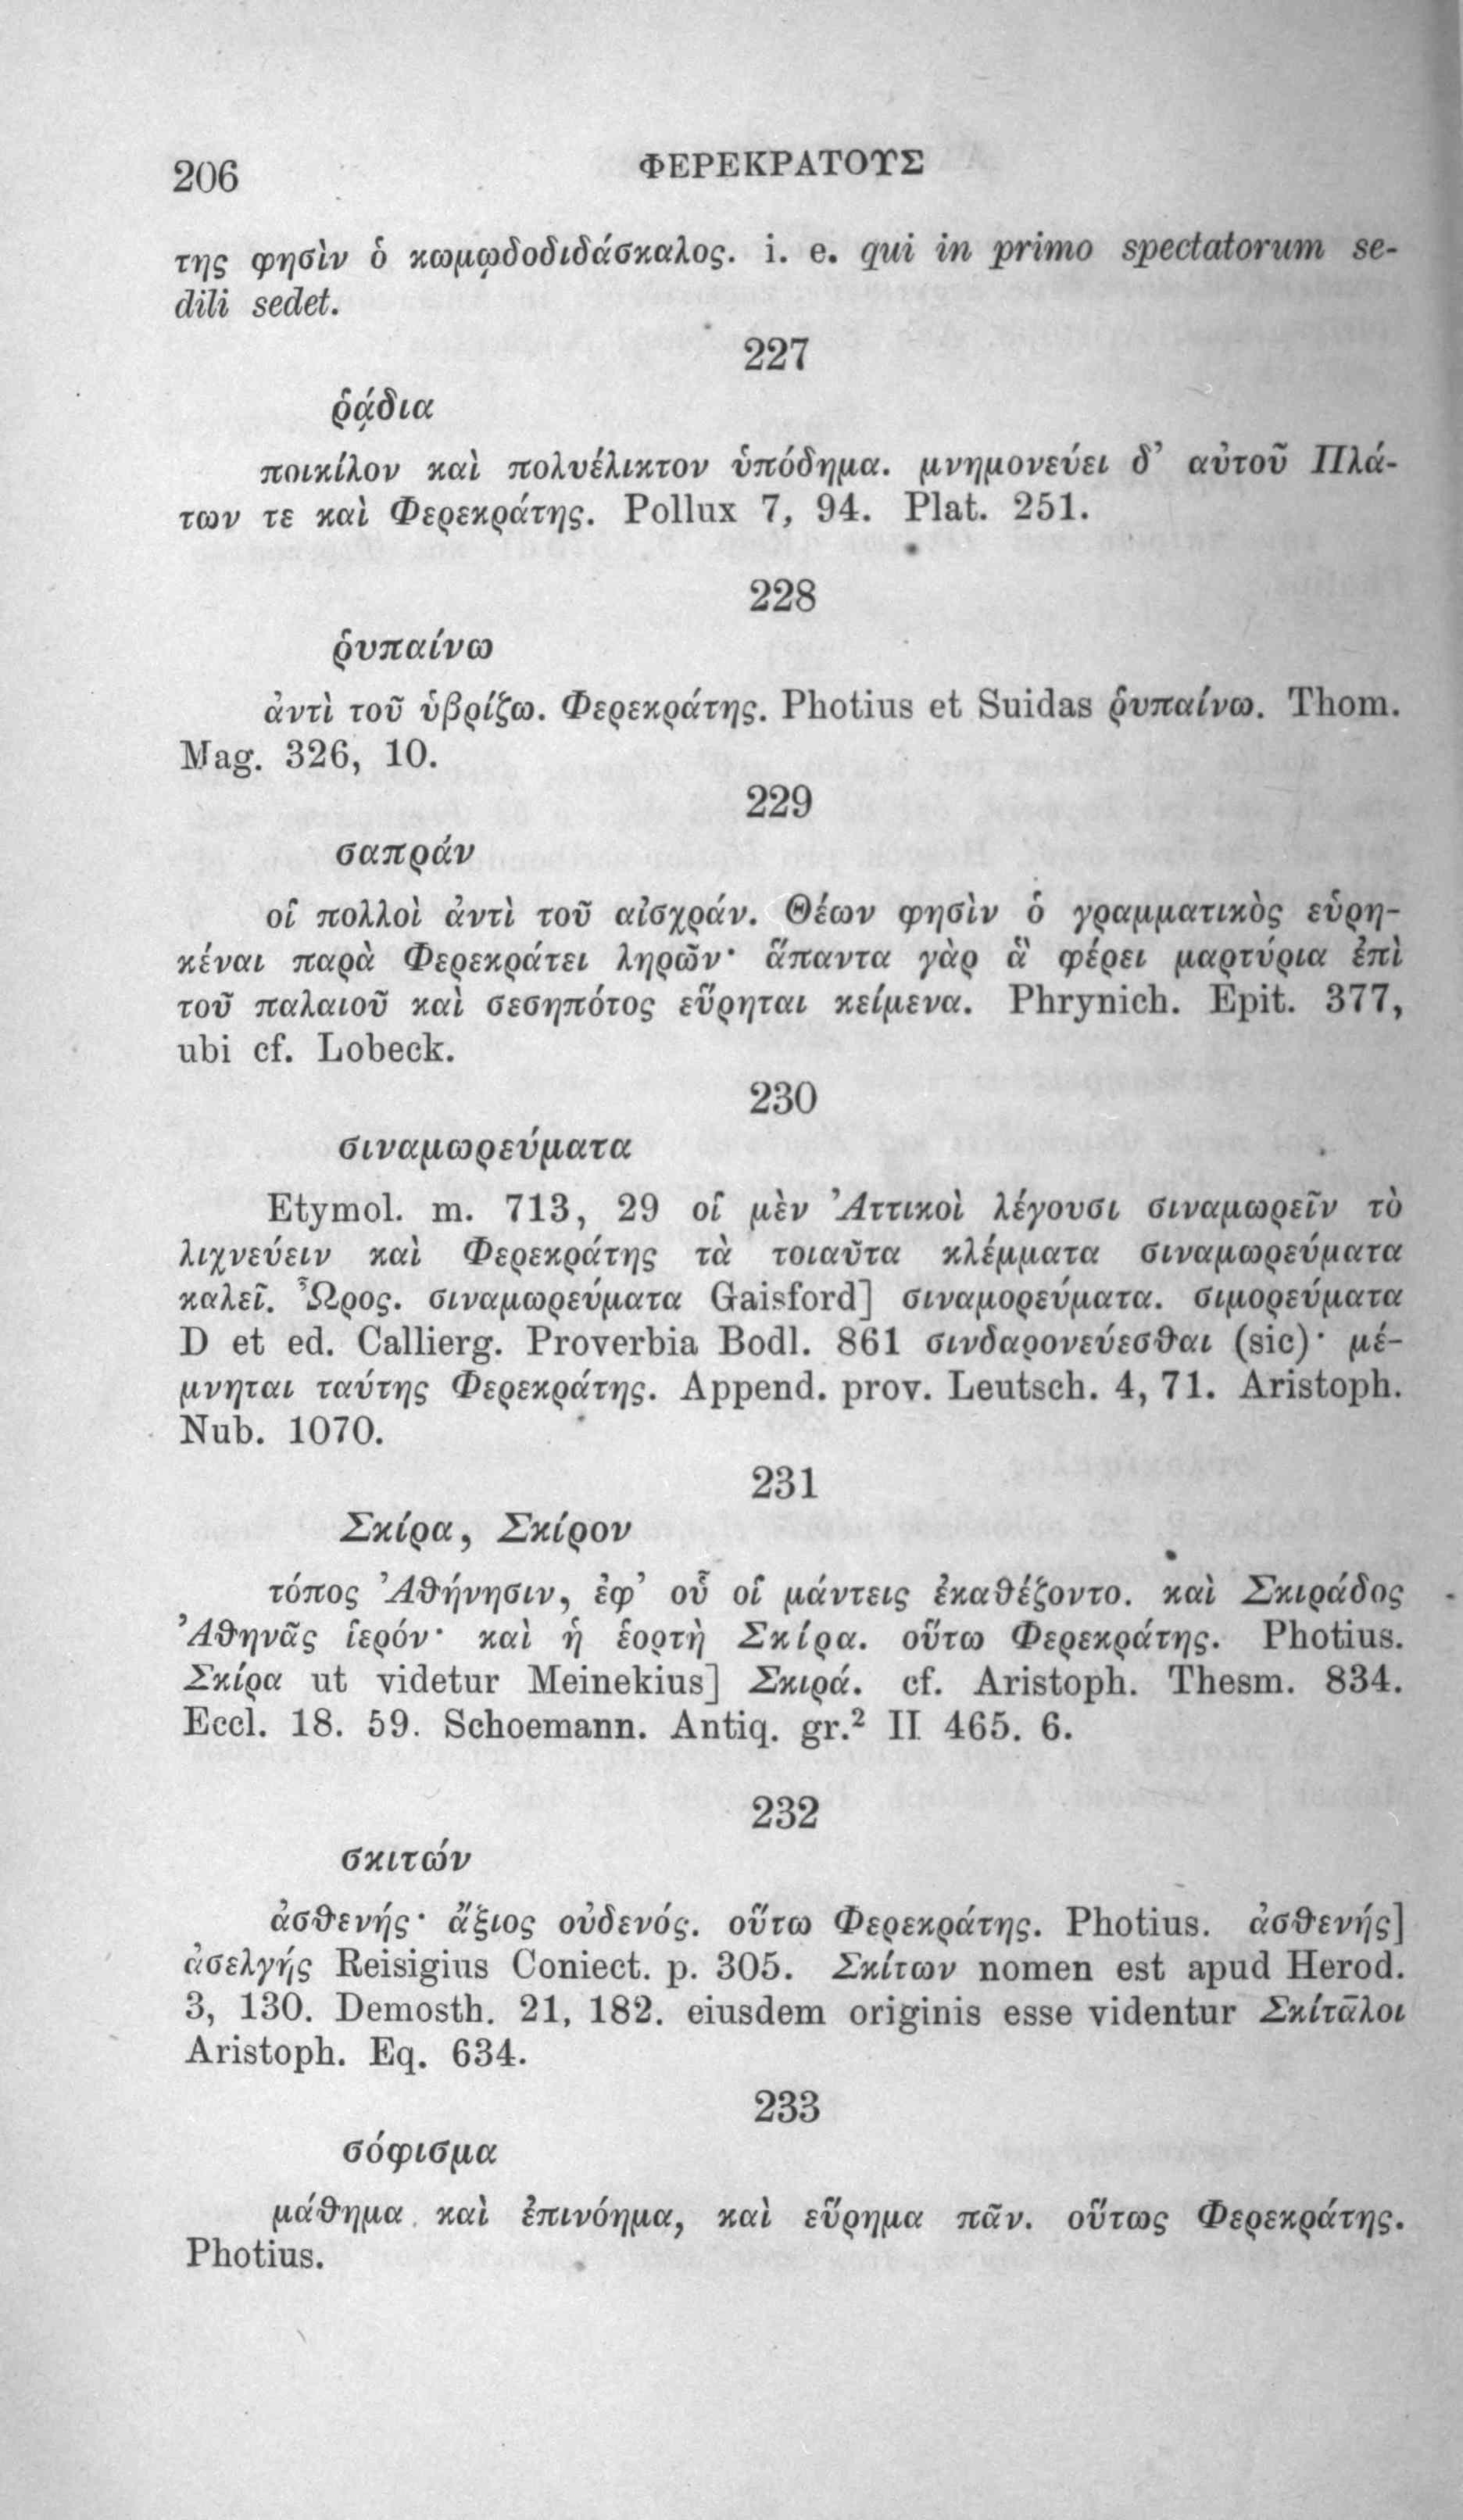 206
ΦΕΡΕΚΡΑΤΟΥΣ
της φησὶν ὁ κωμῳδοδιδάσκαλος. i. e. qui in primo spectatorum se-
dili sedet.
227
ῥᾴδια
ποικίλον καὶ πολυέλικτον ὑπόδημα. μνημονεύει δ’ αὐτοῦ Πλά-
των τε καὶ Φερεκράτης. Pollux 7, 94. Plat. 251.
228
ῥυπαίνω
ἀντὶ τοῦ ὑβρίζω. Φερεκράτης. Photius et Suidas ῥυπαίνω. Thom.
Mag. 326, 10.
229
σαπράν
οἱ πολλοὶ ἀντὶ τοῦ αἰσχράν. Θέων φησὶν ὁ γραμματικὸς εὑρη-
κέναι παρὰ Φερεκράτει ληρῶν· ἅπαντα γὰρ ἃ φέρει μαρτύρια ἐπὶ
τοῦ παλαιοῦ καὶ σεσηπότος εὕρηται κείμενα. Phrynich. Epit. 377,
ubi cf. Lobeck.
230
σιναμωρεύματα
Etymol. m. 713, 29 οἱ μὲν Ἀττικοὶ λέγουσι σιναμωρεῖν τὸ
λιχνεύειν καὶ Φερεκράτης τὰ τοιαῦτα κλέμματα σιναμωρεύματα
καλεῖ. Ὦρος. σιναμωρεύματα Gaisford] σιναμορεύματα. σιμορεύματα
D et ed. Callierg. Proverbia Bodl. 861 σινδαρονεύεσθαι (sic)· μέ-
μνηται ταύτης Φερεκράτης. Append. prov. Leutsch. 4, 71. Aristoph.
Nub. 1070.
231
Σκίρα, Σκίρον
τόπος Ἀθήνησιν, ἐφ’ οὗ οἱ μάντεις ἐκαθέζοντο. καὶ Σκιράδος
Ἀθηνᾶς ἱερόν· καὶ ἡ ἑορτὴ Σκίρα. οὕτω Φερεκράτης. Photius.
Σκίρα ut videtur Meinekius] Σκιρά. cf. Aristoph. Thesm. 834.
Eccl. 18. 59. Schoemann. Antiq. gr.² II 465. 6.
232
σκιτών
ἀσθενής· ἄξιος οὐδενός. οὕτω Φερεκράτης. Photius. ἀσθενής]
ἀσελγής Reisigius Coniect. p. 305. Σκίτων nomen est apud Herod.
3, 130. Demosth. 21, 182. eiusdem originis esse videntur Σκίτᾱλοι
Aristoph. Eq. 634.
233
σόφισμα
μάθημα. καὶ ἐπινόημα, καὶ εὕρημα πᾶν. οὕτως Φερεκράτης.
Photius.